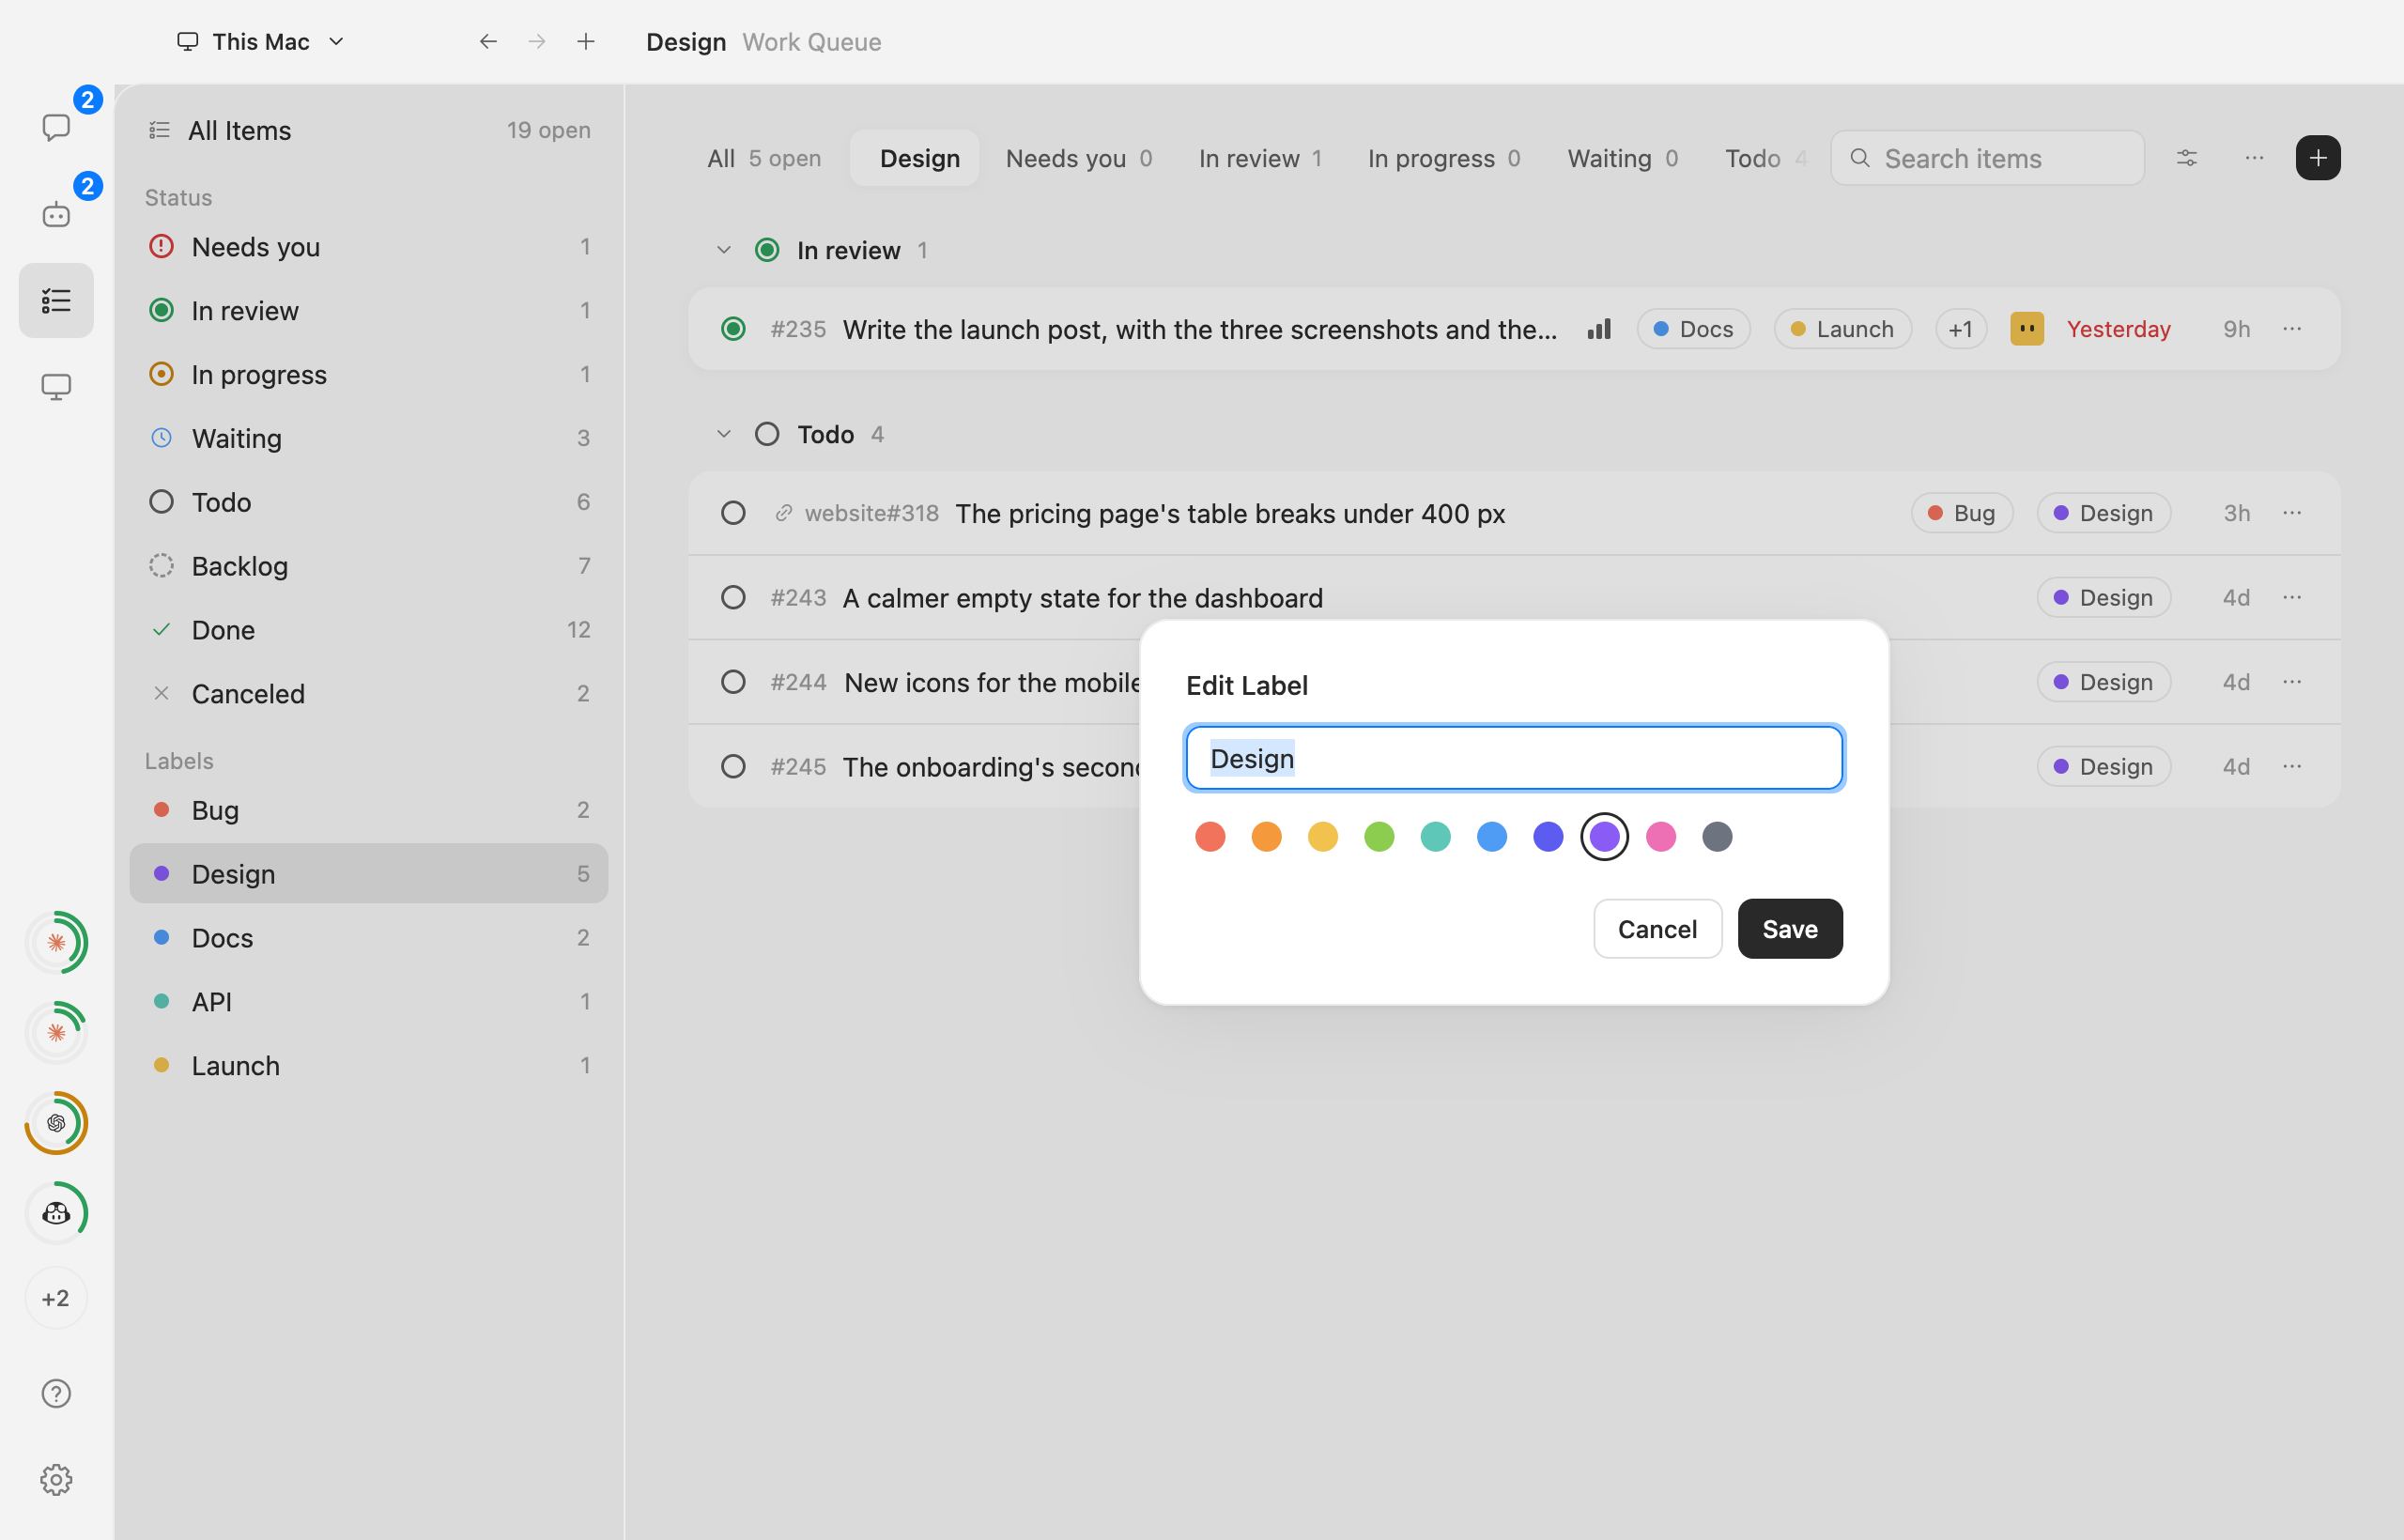 This Mac
Design Work Queue
2
2
All Items 19 open
Status
Needs you 1
In review 1
In progress 1
Waiting 3
Todo 6
Backlog 7
Done 12
Canceled 2
Labels
Bug 2
Design 5
Docs 2
API 1
Launch 1
+2
All 5 open Design Needs you 0 In review 1 In progress 0 Waiting 0 Todo 4 Search items
In review 1
#235 Write the launch post, with the three screenshots and the... Docs Launch +1 Yesterday 9h
Todo 4
website#318 The pricing page's table breaks under 400 px Bug Design 3h
#243 A calmer empty state for the dashboard Design 4d
#244 New icons for the mobile Design 4d
#245 The onboarding's second Design 4d
Edit Label
Design
Cancel Save